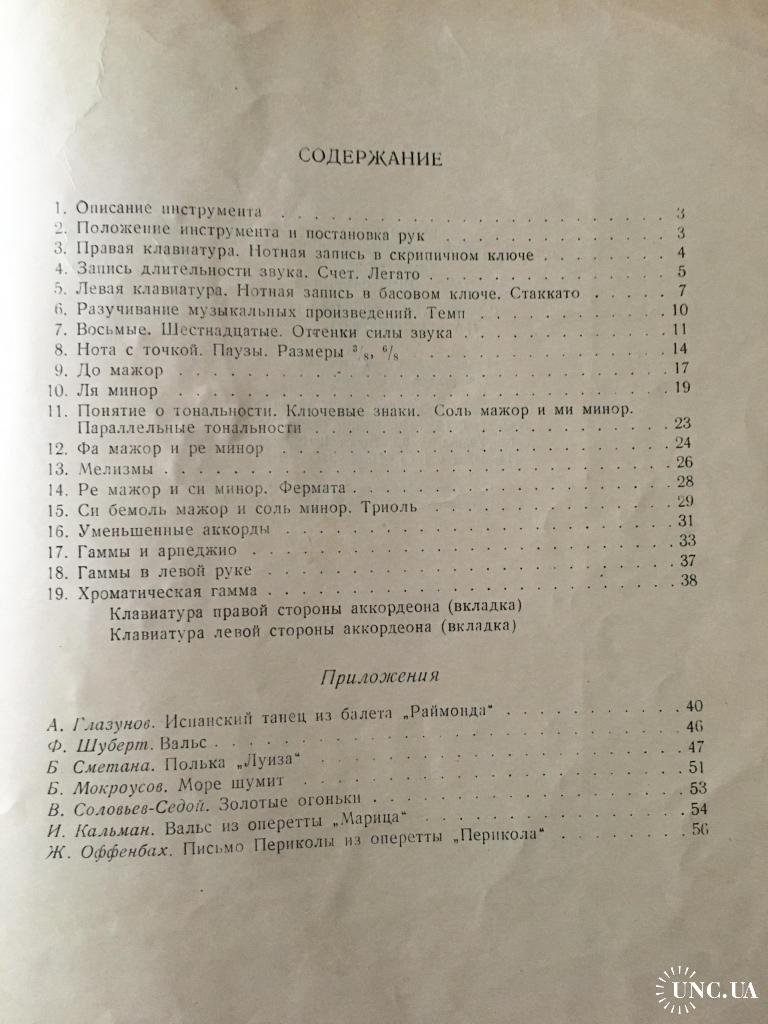 СОДЕРЖАНИЕ
1. Описание инструмента . . . . . . . . . . . . . . . . . . . . 3
2. Положение инструмента и постановка рук . . . . . . . . . . . . 3
3. Правая клавиатура. Нотная запись в скрипичном ключе . . . . . . . 4
4. Запись длительности звука. Счет. Легато . . . . . . . . . . . . 5
5. Левая клавиатура. Нотная запись в басовом ключе. Стаккато . . . . . 7
6. Разучивание музыкальных произведений. Темп . . . . . . . . . . 10
7. Восьмые. Шестнадцатые. Оттенки силы звука . . . . . . . . . . 11
8. Нота с точкой. Паузы. Размеры ³/₈, ⁶/₈ . . . . . . . . . . . . 14
9. До мажор . . . . . . . . . . . . . . . . . . . . . . . . 17
10. Ля минор . . . . . . . . . . . . . . . . . . . . . . . . 19
11. Понятие о тональности. Ключевые знаки. Соль мажор и ми минор.
Параллельные тональности . . . . . . . . . . . . . . . . . . 23
12. Фа мажор и ре минор . . . . . . . . . . . . . . . . . . . 24
13. Мелизмы . . . . . . . . . . . . . . . . . . . . . . . . 26
14. Ре мажор и си минор. Фермата . . . . . . . . . . . . . . . . 28
15. Си бемоль мажор и соль минор. Триоль . . . . . . . . . . . . . 29
16. Уменьшенные аккорды . . . . . . . . . . . . . . . . . . . 31
17. Гаммы и арпеджио . . . . . . . . . . . . . . . . . . . . . 33
18. Гаммы в левой руке . . . . . . . . . . . . . . . . . . . . 37
19. Хроматическая гамма . . . . . . . . . . . . . . . . . . . . 38
Клавиатура правой стороны аккордеона (вкладка)
Клавиатура левой стороны аккордеона (вкладка)
Приложения
А. Глазунов. Испанский танец из балета „Раймонда“ . . . . . . . . . 40
Ф. Шуберт. Вальс . . . . . . . . . . . . . . . . . . . . . . 46
Б Сметана. Полька „Луиза“ . . . . . . . . . . . . . . . . . . 47
Б. Мокроусов. Море шумит . . . . . . . . . . . . . . . . . . 51
В. Соловьев-Седой. Золотые огоньки . . . . . . . . . . . . . . . 53
И. Кальман. Вальс из оперетты „Марица“ . . . . . . . . . . . . . 54
Ж. Оффенбах. Письмо Периколы из оперетты „Перикола“ . . . . . . . 56
UNC.UA